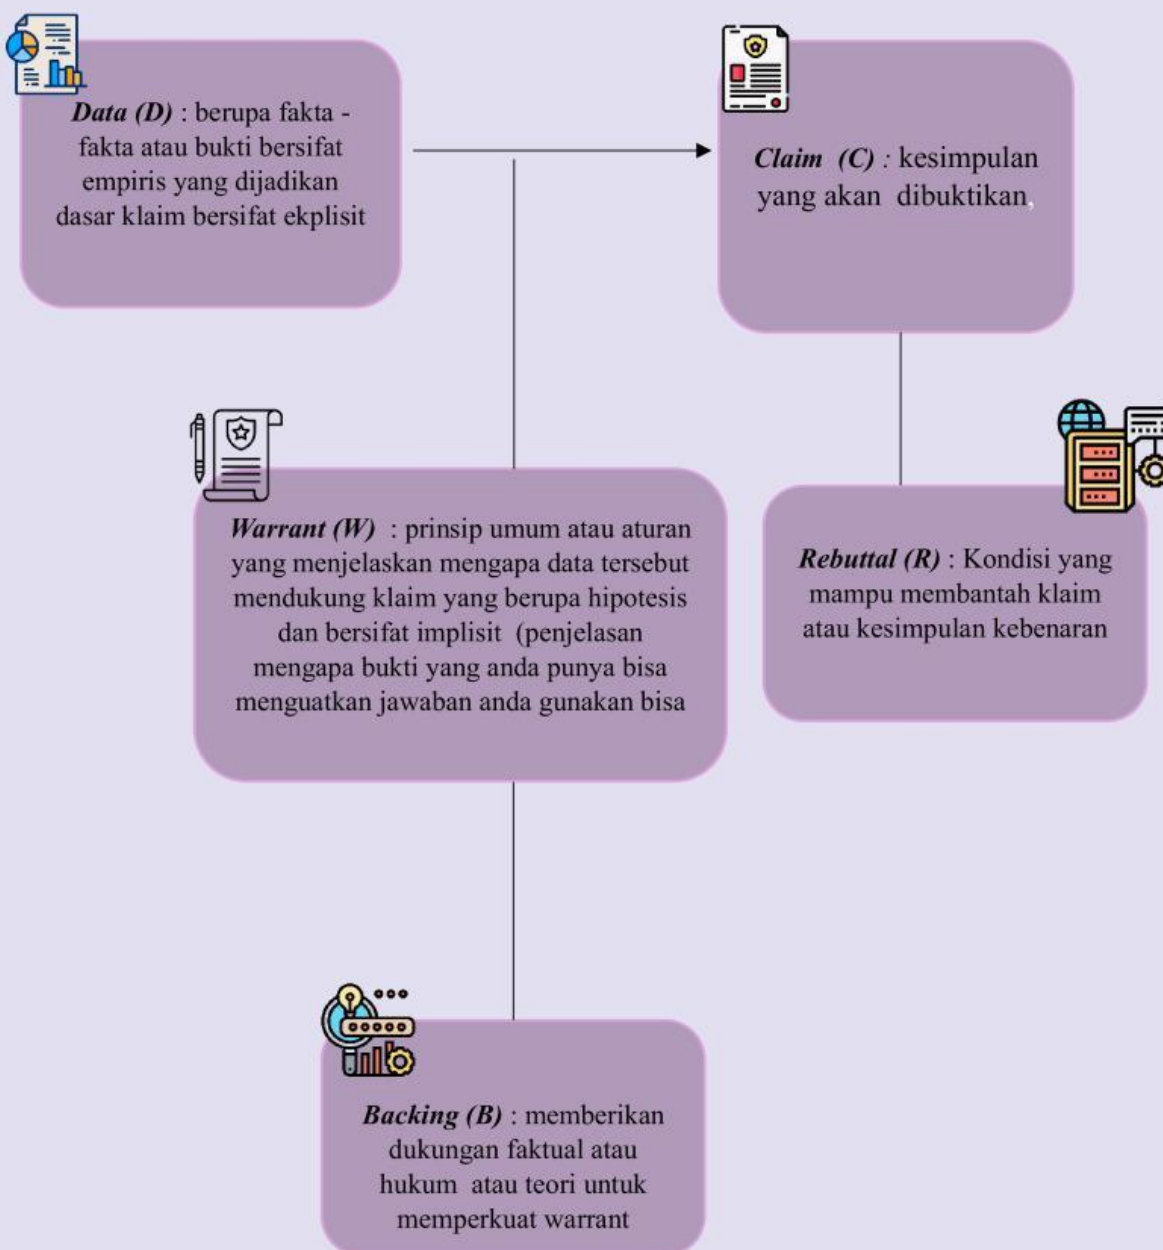 Data (D) : berupa fakta -
fakta atau bukti bersifat
empiris yang dijadikan
dasar klaim bersifat ekplisit
Claim (C) : kesimpulan
yang akan dibuktikan,
Warrant (W) : prinsip umum atau aturan
yang menjelaskan mengapa data tersebut
mendukung klaim yang berupa hipotesis
dan bersifat implisit (penjelasan
mengapa bukti yang anda punya bisa
menguatkan jawaban anda gunakan bisa
Rebuttal (R) : Kondisi yang
mampu membantah klaim
atau kesimpulan kebenaran
Backing (B) : memberikan
dukungan faktual atau
hukum atau teori untuk
memperkuat warrant